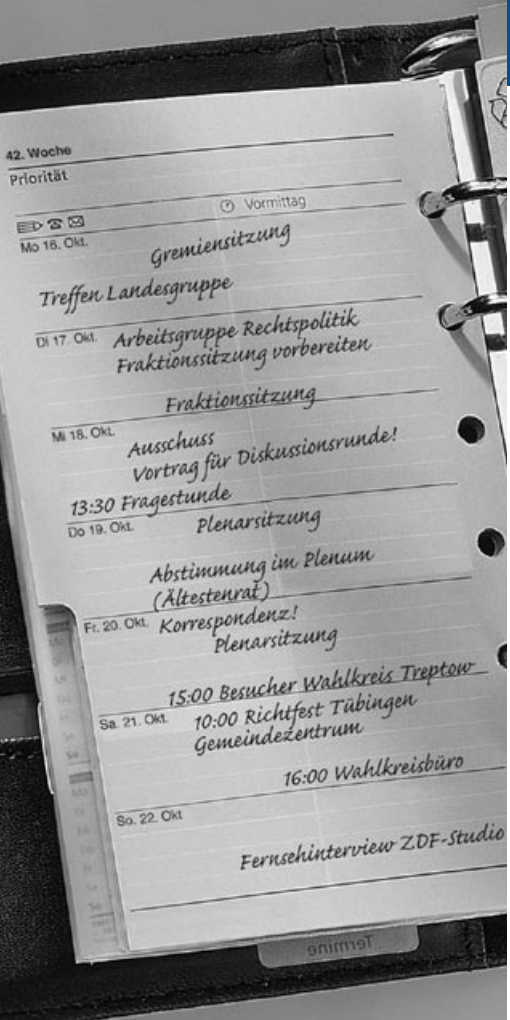 42. Woche
Priorität
Vormittag
Mo 16. Okt.
Gremiensitzung
Treffen Landesgruppe
Di 17. Okt.
Arbeitsgruppe Rechtspolitik
Fraktionssitzung vorbereiten
Fraktionssitzung
Mi 18. Okt.
Ausschuss
Vortrag für Diskussionsrunde!
13:30 Fragestunde
Do 19. Okt.
Plenarsitzung
Abstimmung im Plenum
(Ältestenrat)
Fr. 20. Okt.
Korrespondenz!
Plenarsitzung
15:00 Besucher Wahlkreis Treptow
Sa. 21. Okt.
10:00 Richtfest Tübingen
Gemeindezentrum
16:00 Wahlkreisbüro
So. 22. Okt
Fernsehinterview ZDF-Studio
Termine